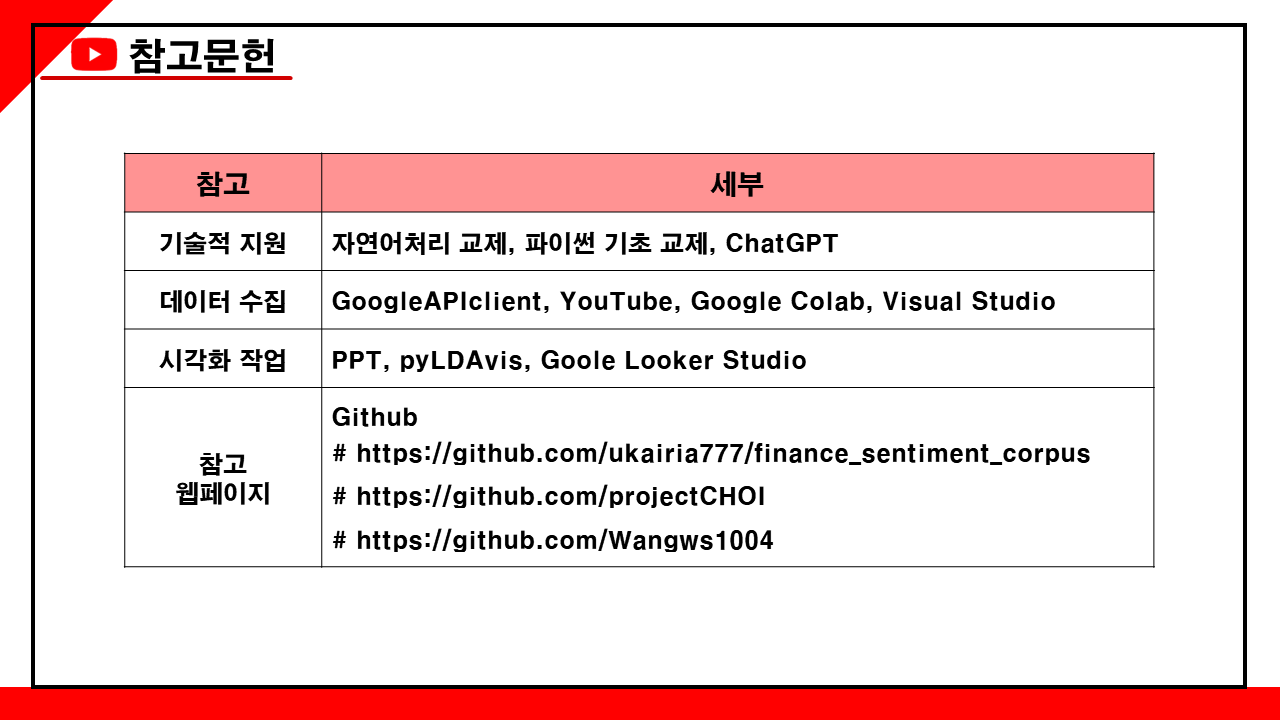 참고문헌
참고 세부
기술적 지원 자연어처리 교제, 파이썬 기초 교제, ChatGPT
데이터 수집 GoogleAPIclient, YouTube, Google Colab, Visual Studio
시각화 작업 PPT, pyLDAvis, Goole Looker Studio
참고
웹페이지
Github
# https://github.com/ukairia777/finance_sentiment_corpus
# https://github.com/projectCHOI
# https://github.com/Wangws1004